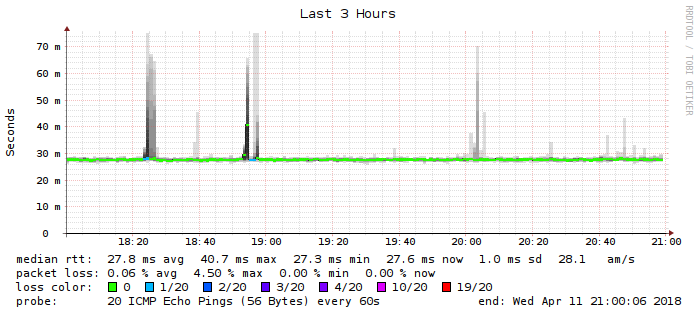 Last 3 Hours
RRDTOOL / TOBI OETIKER
Seconds
70 m
60 m
50 m
40 m
30 m
20 m
10 m
0
18:20 18:40 19:00 19:20 19:40 20:00 20:20 20:40 21:00
median rtt: 27.8 ms avg 40.7 ms max 27.3 ms min 27.6 ms now 1.0 ms sd 28.1 am/s
packet loss: 0.06 % avg 4.50 % max 0.00 % min 0.00 % now
loss color: 0 1/20 2/20 3/20 4/20 10/20 19/20
probe: 20 ICMP Echo Pings (56 Bytes) every 60s end: Wed Apr 11 21:00:06 2018